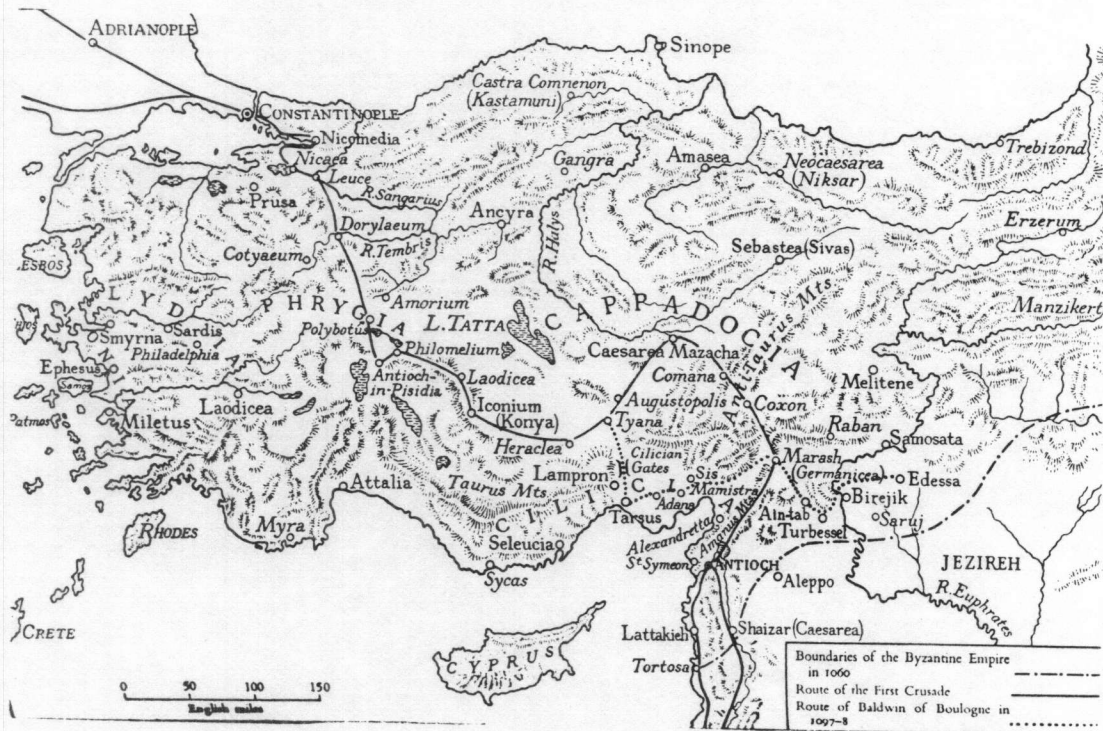 ADRIANOPLE
Sinope
Castra Comnenon
(Kastamuni)
CONSTANTINOPLE
Nicomedia
Nicaea
Leuce
R. Sangarius
Gangra
Amasea
Neocaesarea
(Niksar)
Trebizond
Prusa
Dorylaeum
R. Tembris
Ancyra
R. Halys
Erzerum
Cotyaeum
Sebastea (Sivas)
ESBOS
LYDIA
PHRYGIA
Amorium
Polybotus
L. TATTA
CAPPADOCIA
Anti-Taurus Mts
Manzikert
Smyrna
Sardis
Philadelphia
Philomelium
Caesarea Mazacha
Comana
Melitene
Ephesus
Samos
Antioch-
in-Pisidia
Laodicea
Augustopolis
Coxon
Patmos
Laodicea
Miletus
Iconium
(Konya)
Tyana
Raban
Samosata
Heraclea
Cilician
Gates
Marash
(Germanicea)
Edessa
Lampron
Sis
Attalia
Taurus Mts.
CILICIA
Adana
Mamistra
Birejik
Tarsus
Ain-tab
Turbessel
Saruj
RHODES
Myra
Seleucia
Alexandretta
Amanus Mts.
Sycas
St Symeon
ANTIOCH
Aleppo
JEZIREH
R. Euphrates
CRETE
CYPRUS
Lattakieh
Shaizar (Caesarea)
Tortosa
0 50 100 150
English miles
Boundaries of the Byzantine Empire
in 1060
Route of the First Crusade
Route of Baldwin of Boulogne in
1097-8